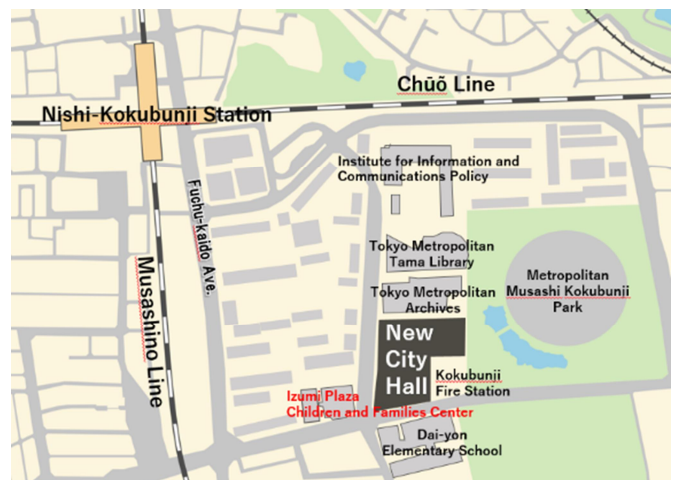 Chūō Line
Nishi-Kokubunji Station
Institute for Information and
Communications Policy
Fuchu-kaido Ave.
Tokyo Metropolitan
Tama Library
Musashino Line
Metropolitan
Musashi Kokubunji
Park
Tokyo Metropolitan
Archives
New
City
Hall
Kokubunji
Fire Station
Izumi Plaza
Children and Families Center
Dai-yon
Elementary School